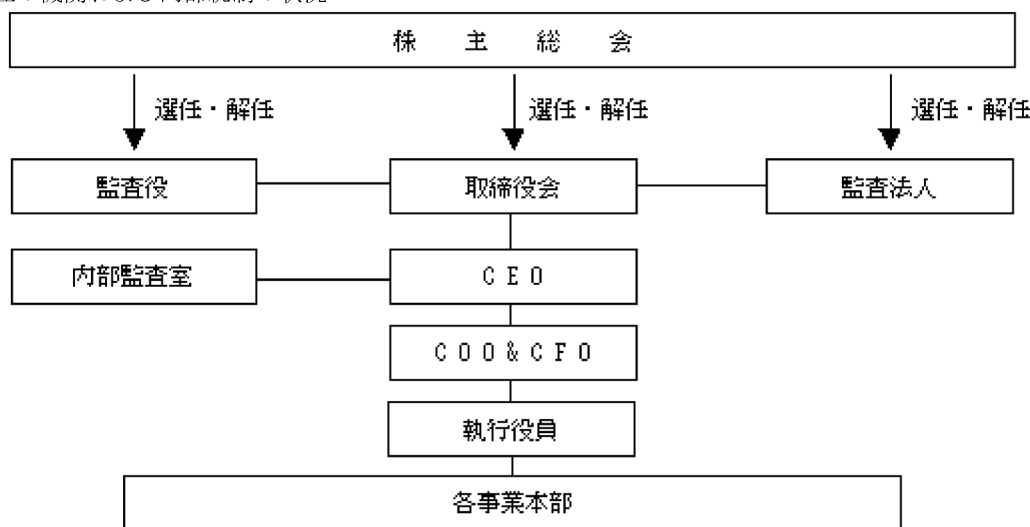 株主総会
選任・解任 選任・解任 選任・解任
監査役 取締役会 監査法人
内部監査室 CEO
COO&CFO
執行役員
各事業本部